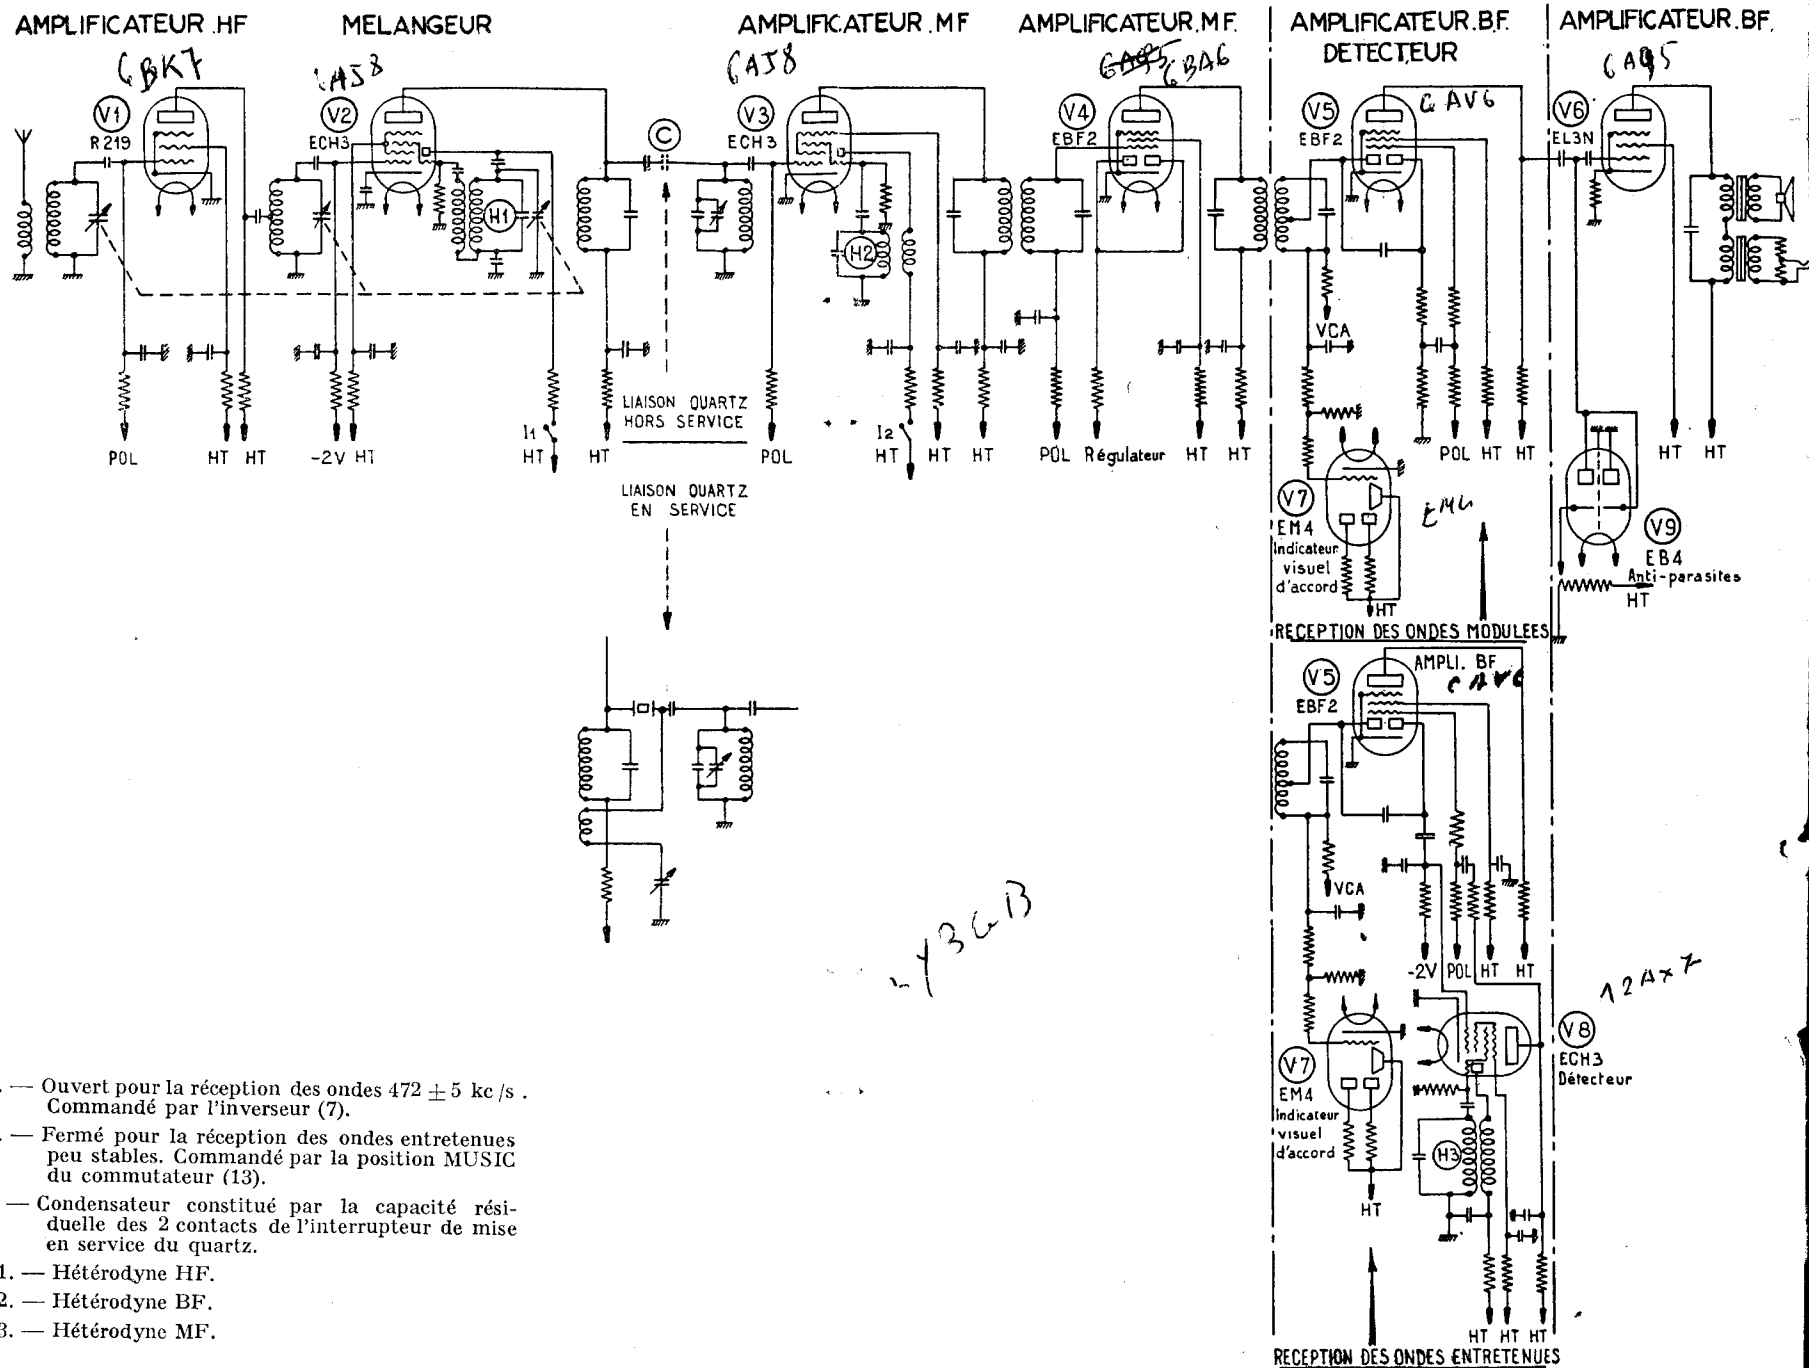 AMPLIFICATEUR.HF
MELANGEUR
AMPLIFICATEUR.MF
AMPLIFICATEUR.MF.
AMPLIFICATEUR.B.F.
DETECTEUR
AMPLIFICATEUR.BF.
6BK7
6AJ8
6AJ8
6BA6
6AV6
6AQ5
V1
R219
V2
ECH3
C
V3
ECH3
V4
EBF2
V5
EBF2
V6
EL3N
H1
H2
VCA
LIAISON QUARTZ
HORS SERVICE
I1
I2
POL
HT
HT
-2V
HT
HT
HT
POL
HT
HT
HT
POL
Régulateur
HT
HT
POL
HT
HT
HT
HT
LIAISON QUARTZ
EN SERVICE
V7
EM4
Indicateur
visuel
d'accord
HT
V9
EB4
Anti-parasites
HT
RECEPTION DES ONDES MODULEES
V5
EBF2
AMPLI. BF
6AV6
VCA
-2V
POL
HT
HT
12AX7
V7
EM4
Indicateur
visuel
d'accord
HT
V8
ECH3
Détecteur
H3
HT
HT
HT
RECEPTION DES ONDES ENTRETENUES
. — Ouvert pour la réception des ondes 472 ± 5 kc/s.
Commandé par l'inverseur (7).
. — Fermé pour la réception des ondes entretenues
peu stables. Commandé par la position MUSIC
du commutateur (13).
— Condensateur constitué par la capacité rési-
duelle des 2 contacts de l'interrupteur de mise
en service du quartz.
1. — Hétérodyne HF.
2. — Hétérodyne BF.
3. — Hétérodyne MF.